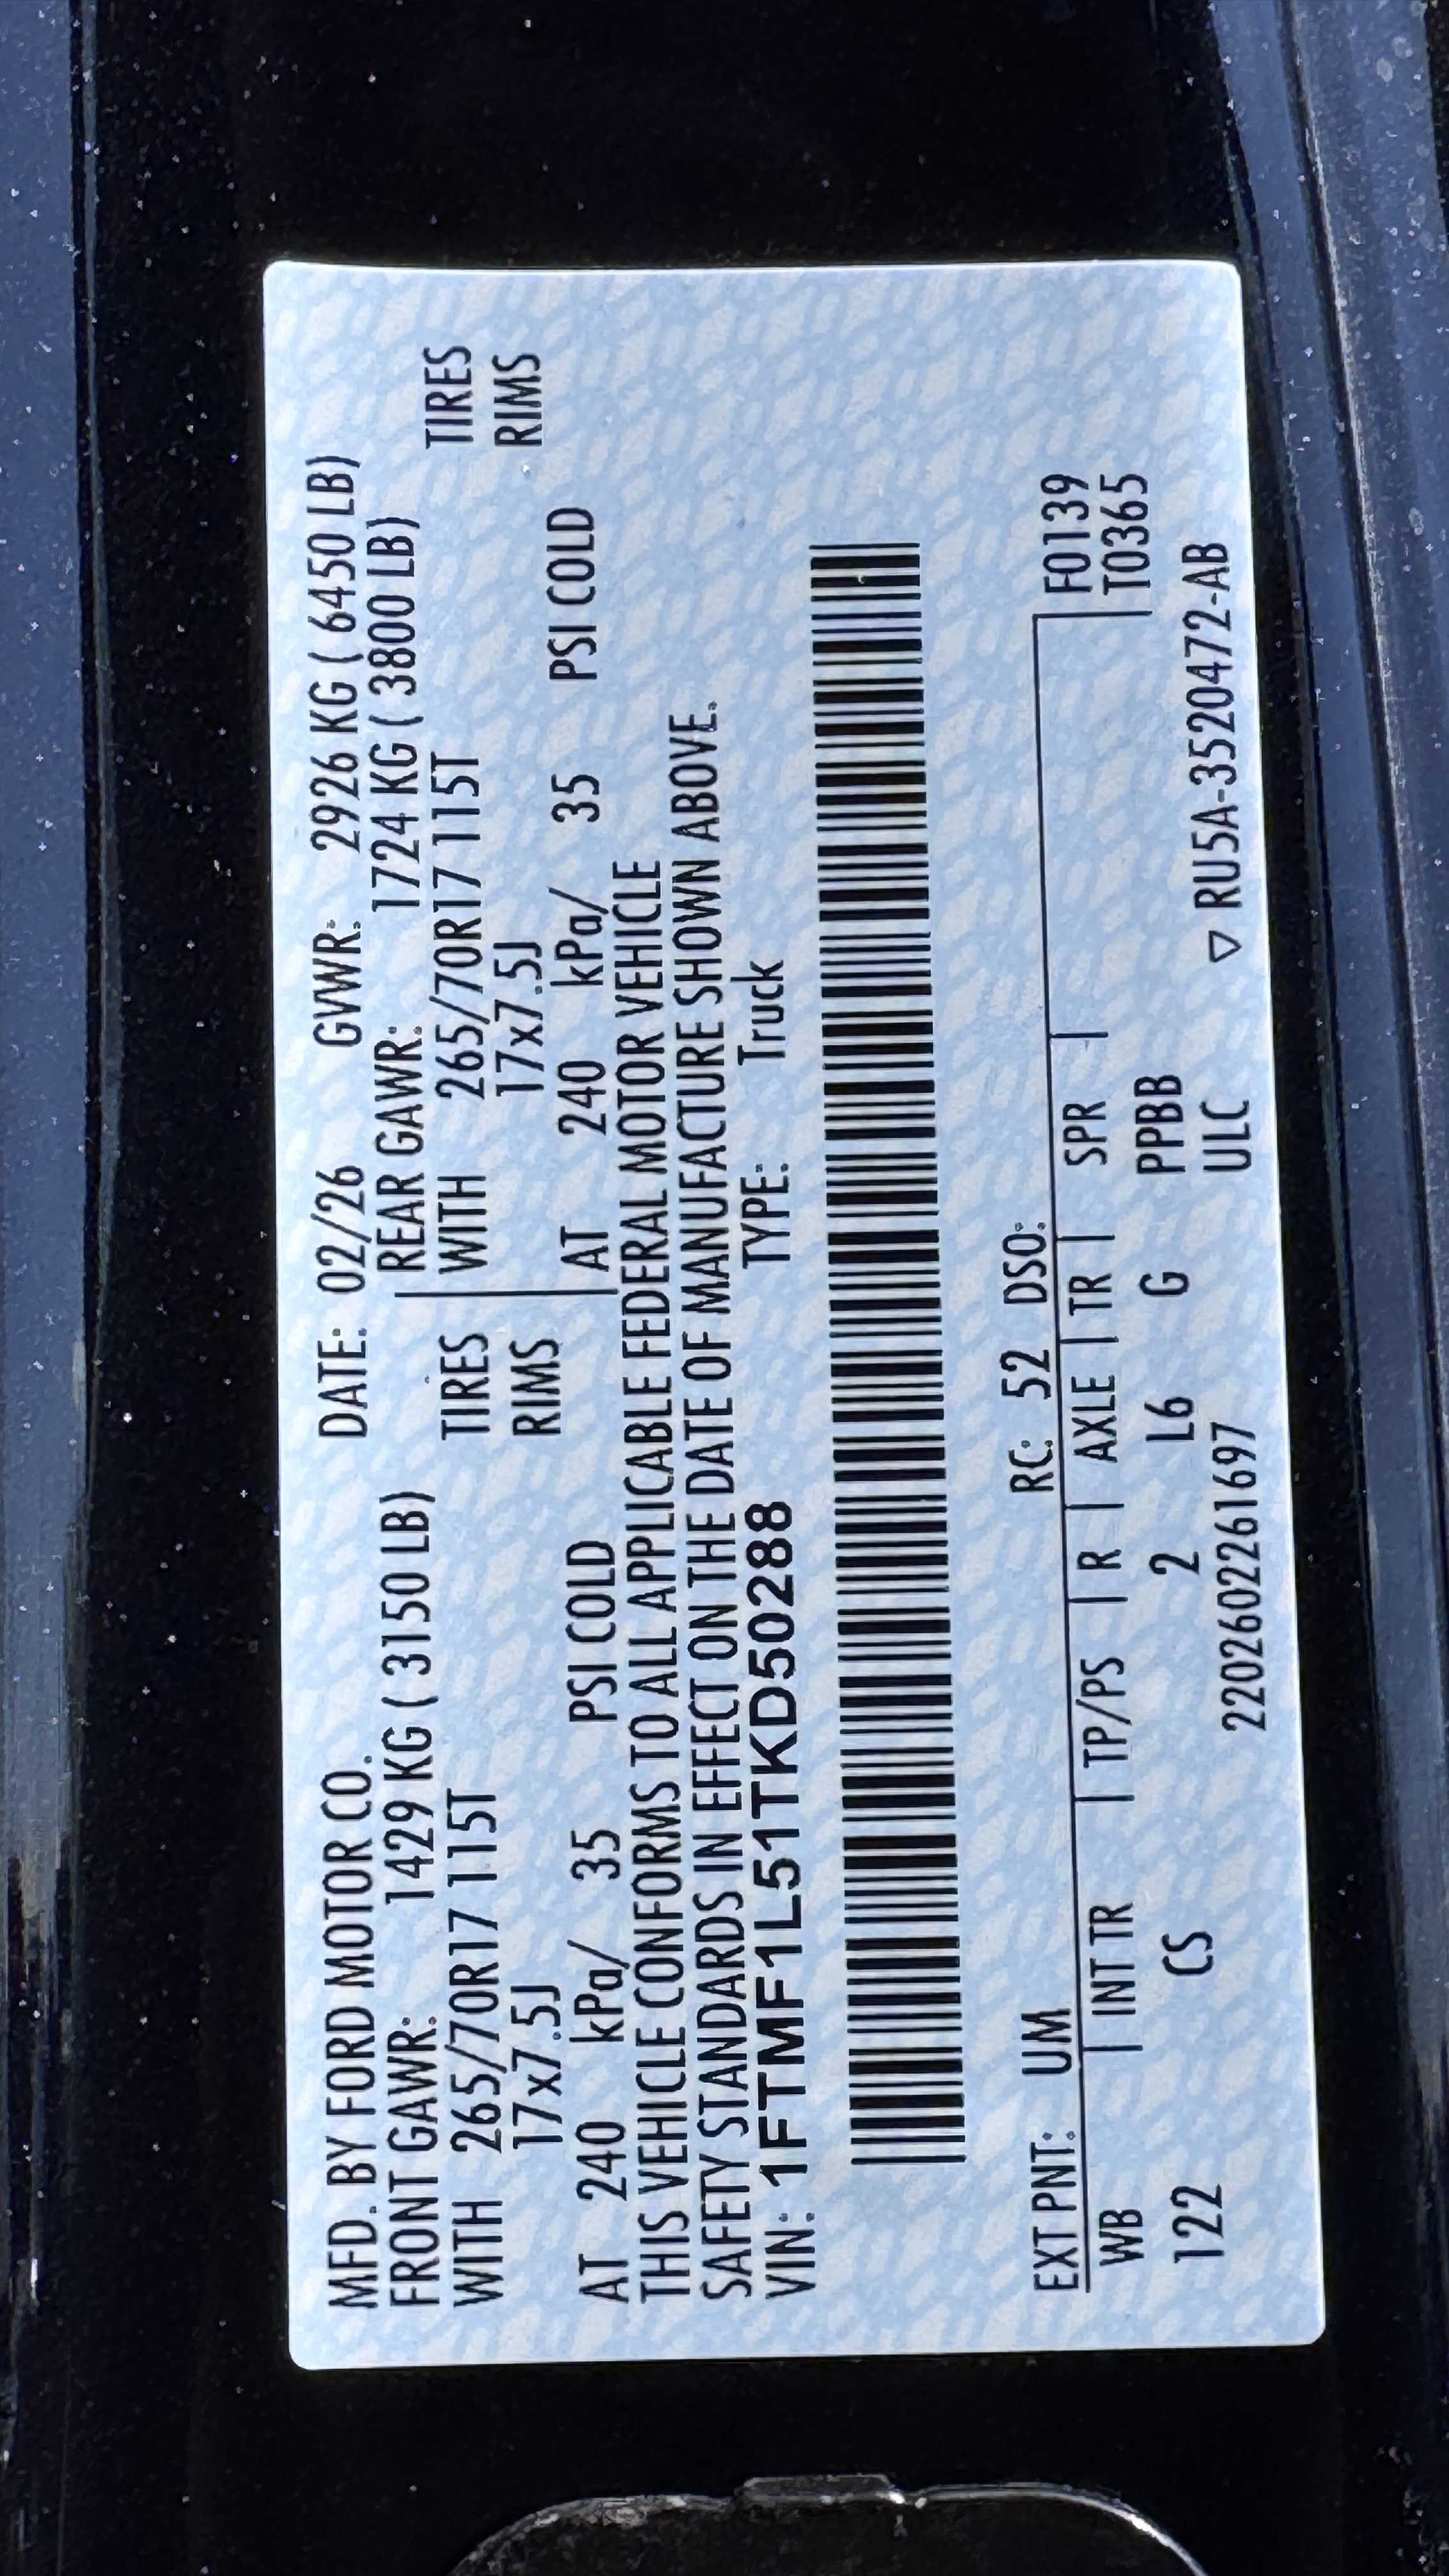 MFD. BY FORD MOTOR CO. DATE: 02/26 GVWR: 2926 KG ( 6450 LB)
FRONT GAWR: 1429 KG ( 3150 LB) REAR GAWR: 1724 KG ( 3800 LB)
WITH 265/70R17 115T TIRES WITH 265/70R17 115T TIRES
17x7.5J RIMS 17x7.5J RIMS
AT 240 kPa/ 35 PSI COLD AT 240 kPa/ 35 PSI COLD
THIS VEHICLE CONFORMS TO ALL APPLICABLE FEDERAL MOTOR VEHICLE
SAFETY STANDARDS IN EFFECT ON THE DATE OF MANUFACTURE SHOWN ABOVE.
VIN: 1FTMF1L51TKD50288 TYPE: Truck
EXT PNT: UM RC: 52 DSO: F0139
WB INT TR TP/PS R AXLE TR SPR T0365
122 CS 2 L6 G PPBB
2202602261697 ULC ▽ RU5A-3520472-AB